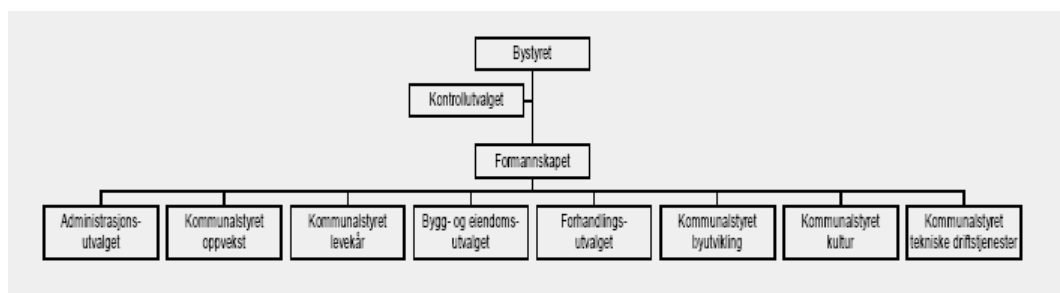 Bystyret
Kontrollutvalget
Formannskapet
Administrasjons-
utvalget
Kommunalstyret
oppvekst
Kommunalstyret
levekår
Bygg- og eiendoms-
utvalget
Forhandlings-
utvalget
Kommunalstyret
byutvikling
Kommunalstyret
kultur
Kommunalstyret
tekniske driftstjenester